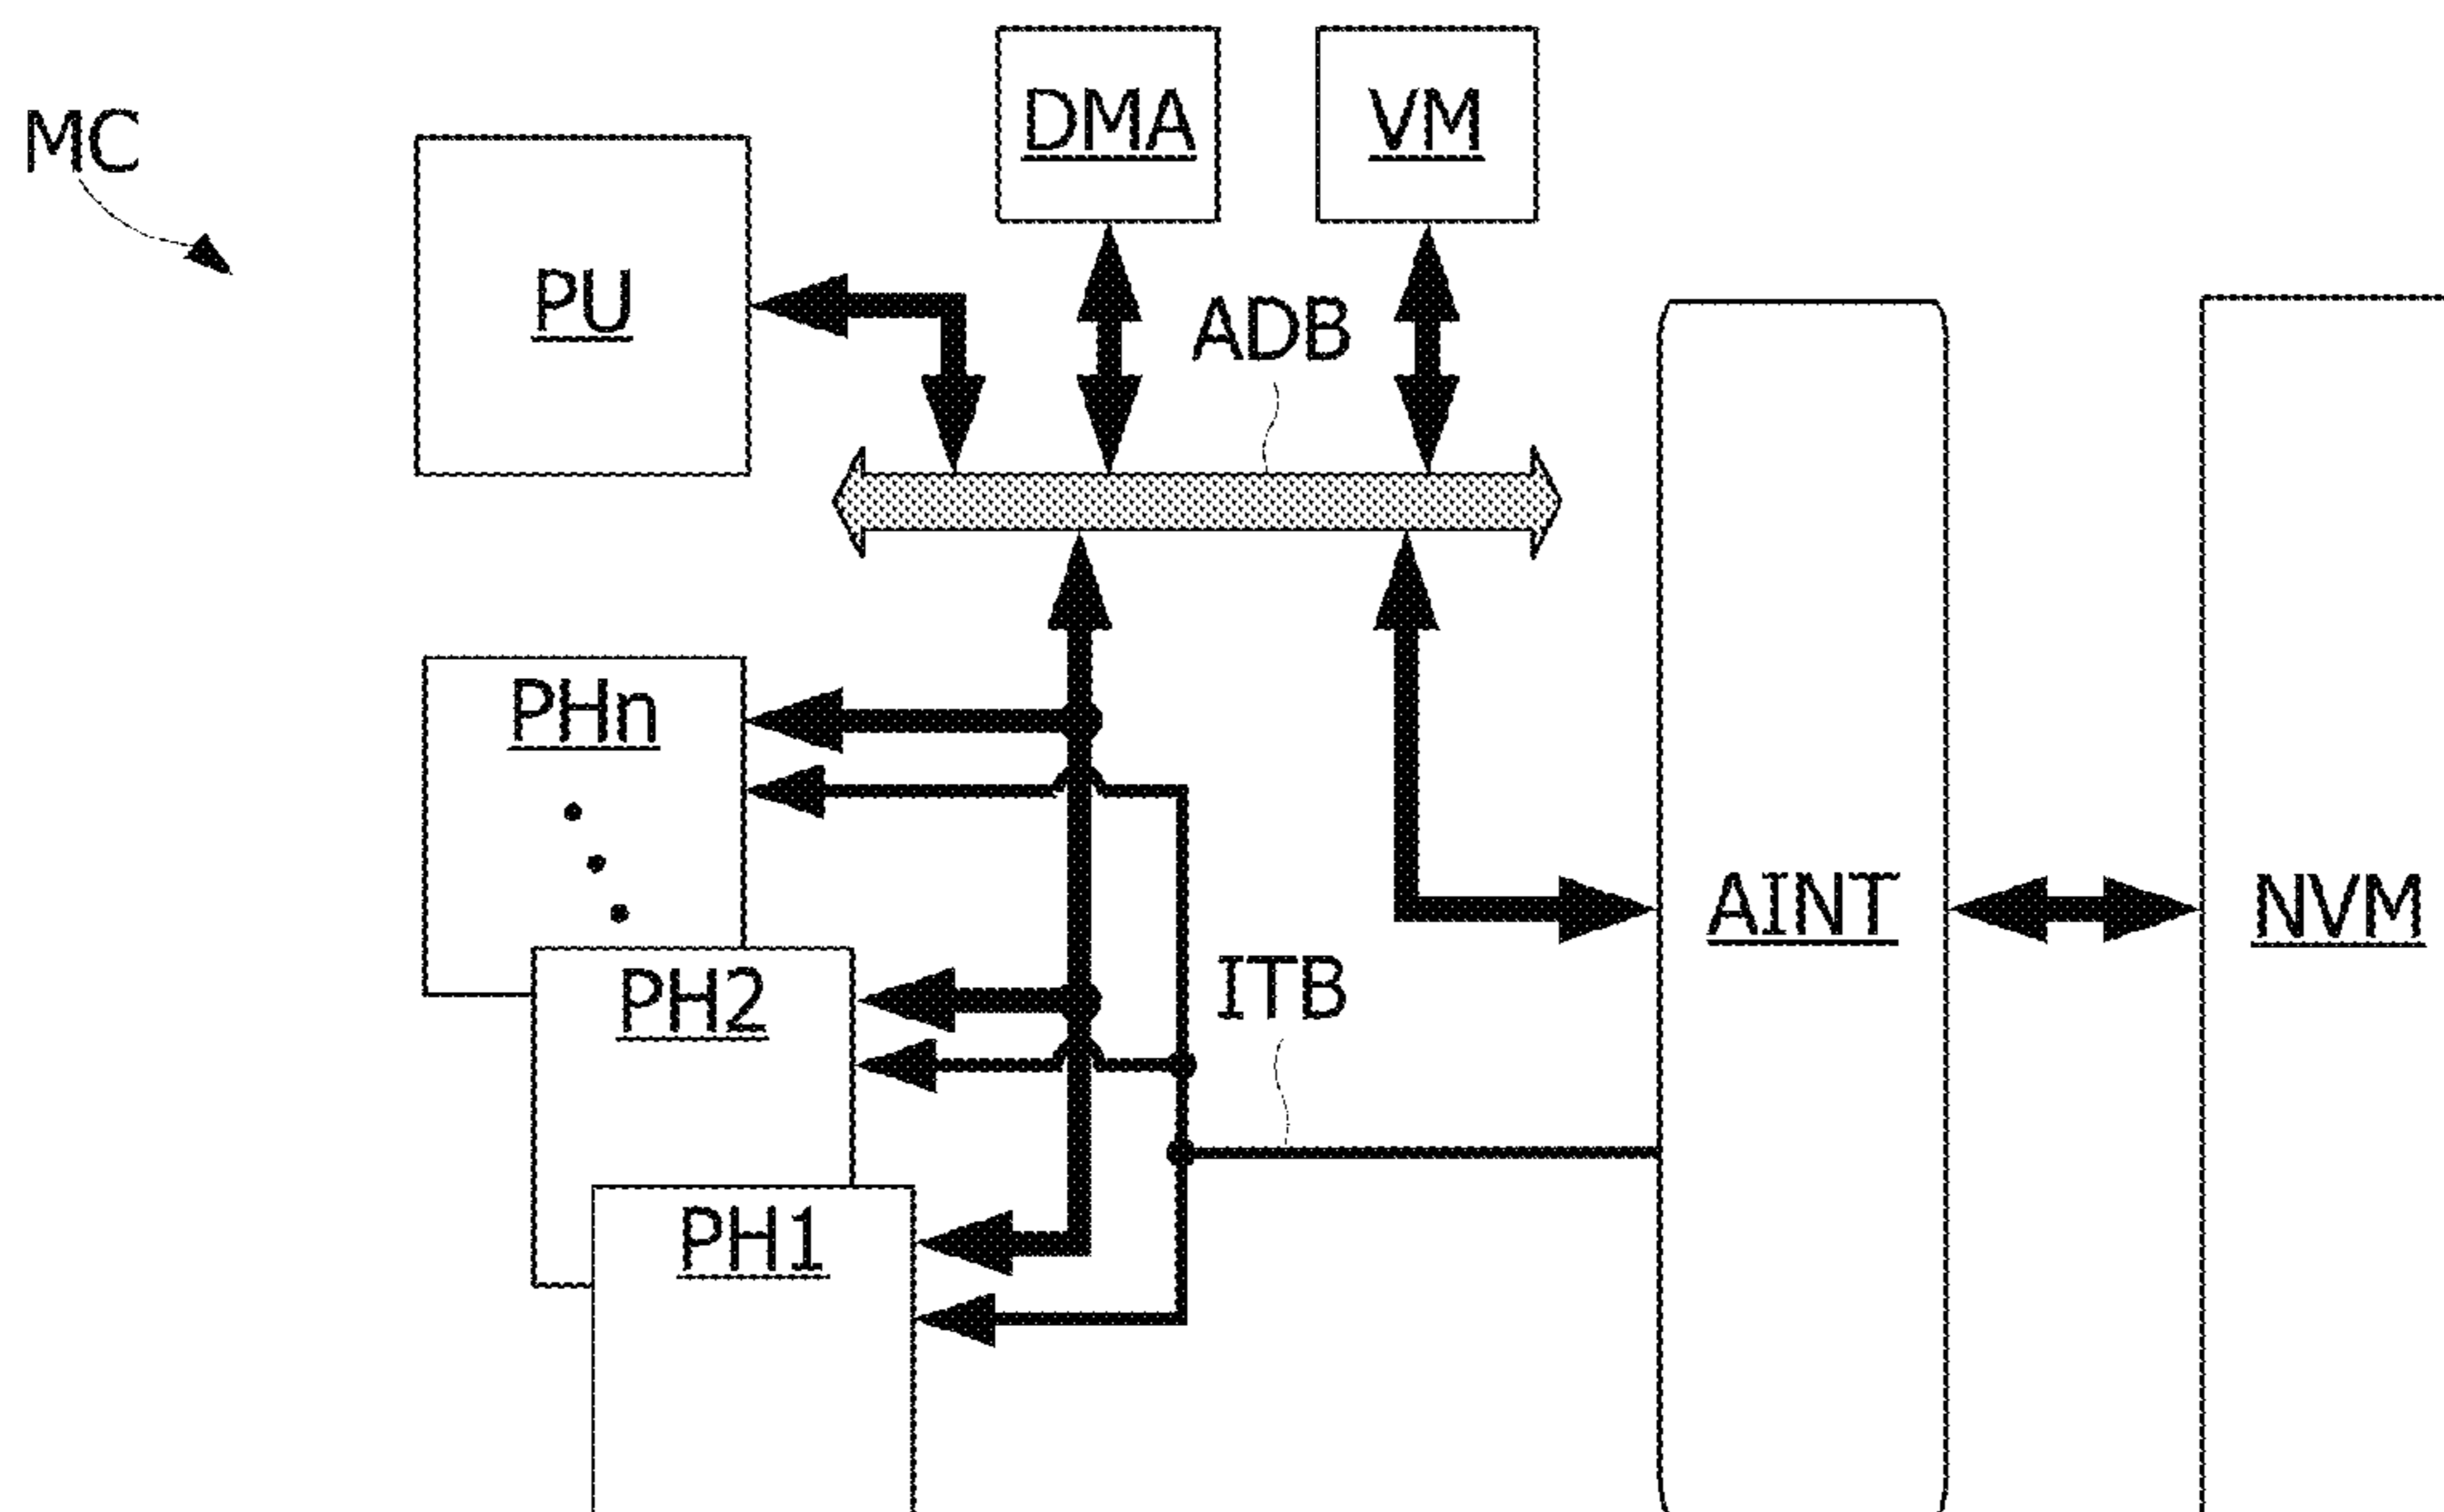 MC
DMA
VM
PU
ADB
PHn
AINT
NVM
PH2
ITB
PH1